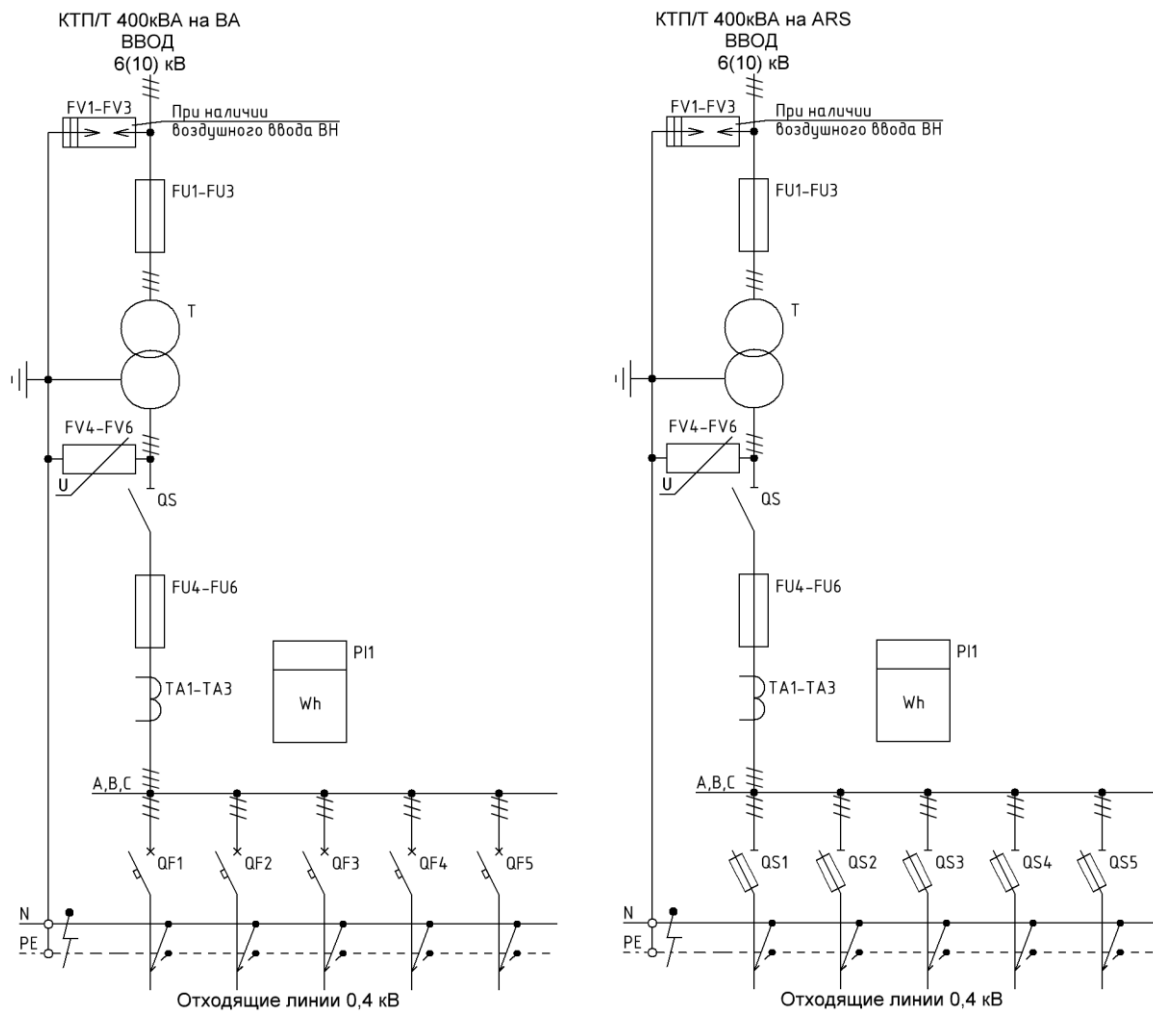 КТП/Т 400кВА на ВА
ВВОД
6(10) кВ
FV1-FV3
При наличии
воздушного ввода ВН
FU1-FU3
T
FV4-FV6
U
QS
FU4-FU6
PI1
TA1-TA3
Wh
A,B,C
QF1
QF2
QF3
QF4
QF5
N
PE
Отходящие линии 0,4 кВ
КТП/Т 400кВА на ARS
ВВОД
6(10) кВ
FV1-FV3
При наличии
воздушного ввода ВН
FU1-FU3
T
FV4-FV6
U
QS
FU4-FU6
PI1
TA1-TA3
Wh
A,B,C
QS1
QS2
QS3
QS4
QS5
N
PE
Отходящие линии 0,4 кВ